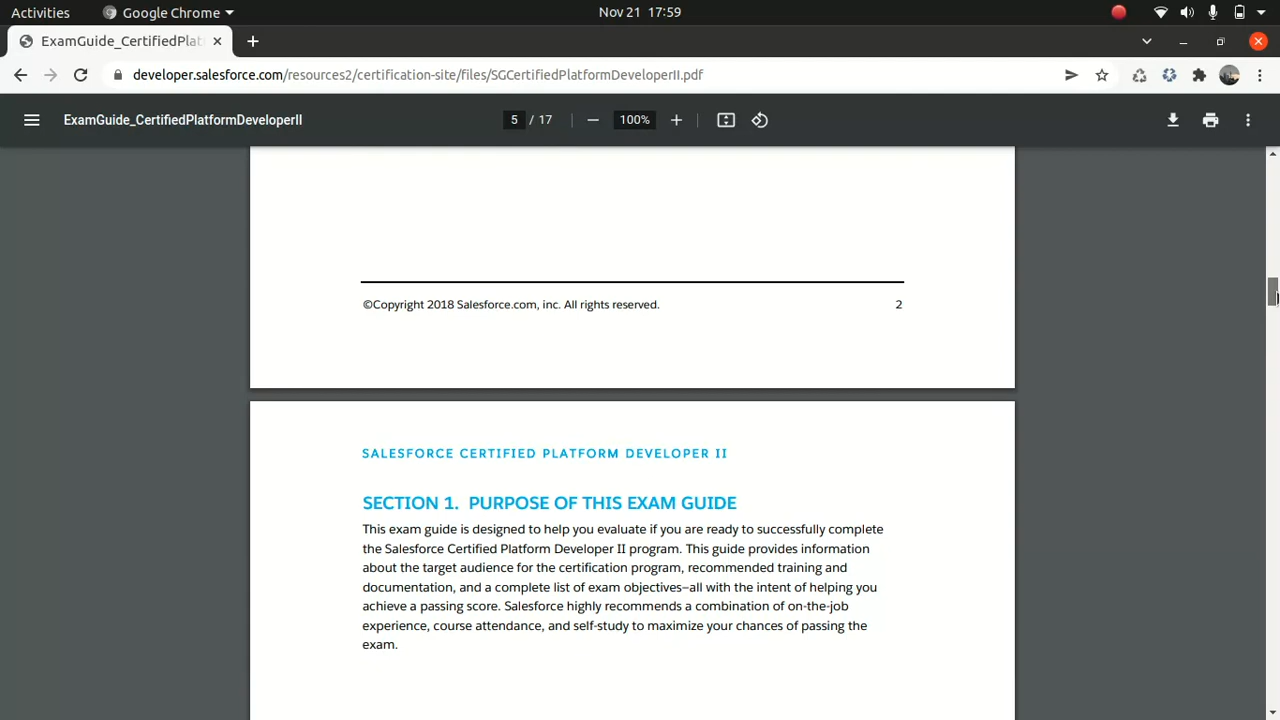 Activities
Google Chrome
Nov 21 17:59
ExamGuide_CertifiedPlat
developer.salesforce.com/resources2/certification-site/files/SGCertifiedPlatformDeveloperII.pdf
ExamGuide_CertifiedPlatformDeveloperII
5 / 17
100%
©Copyright 2018 Salesforce.com, inc. All rights reserved.
2
SALESFORCE CERTIFIED PLATFORM DEVELOPER II
SECTION 1. PURPOSE OF THIS EXAM GUIDE
This exam guide is designed to help you evaluate if you are ready to successfully complete
the Salesforce Certified Platform Developer II program. This guide provides information
about the target audience for the certification program, recommended training and
documentation, and a complete list of exam objectives–all with the intent of helping you
achieve a passing score. Salesforce highly recommends a combination of on-the-job
experience, course attendance, and self-study to maximize your chances of passing the
exam.